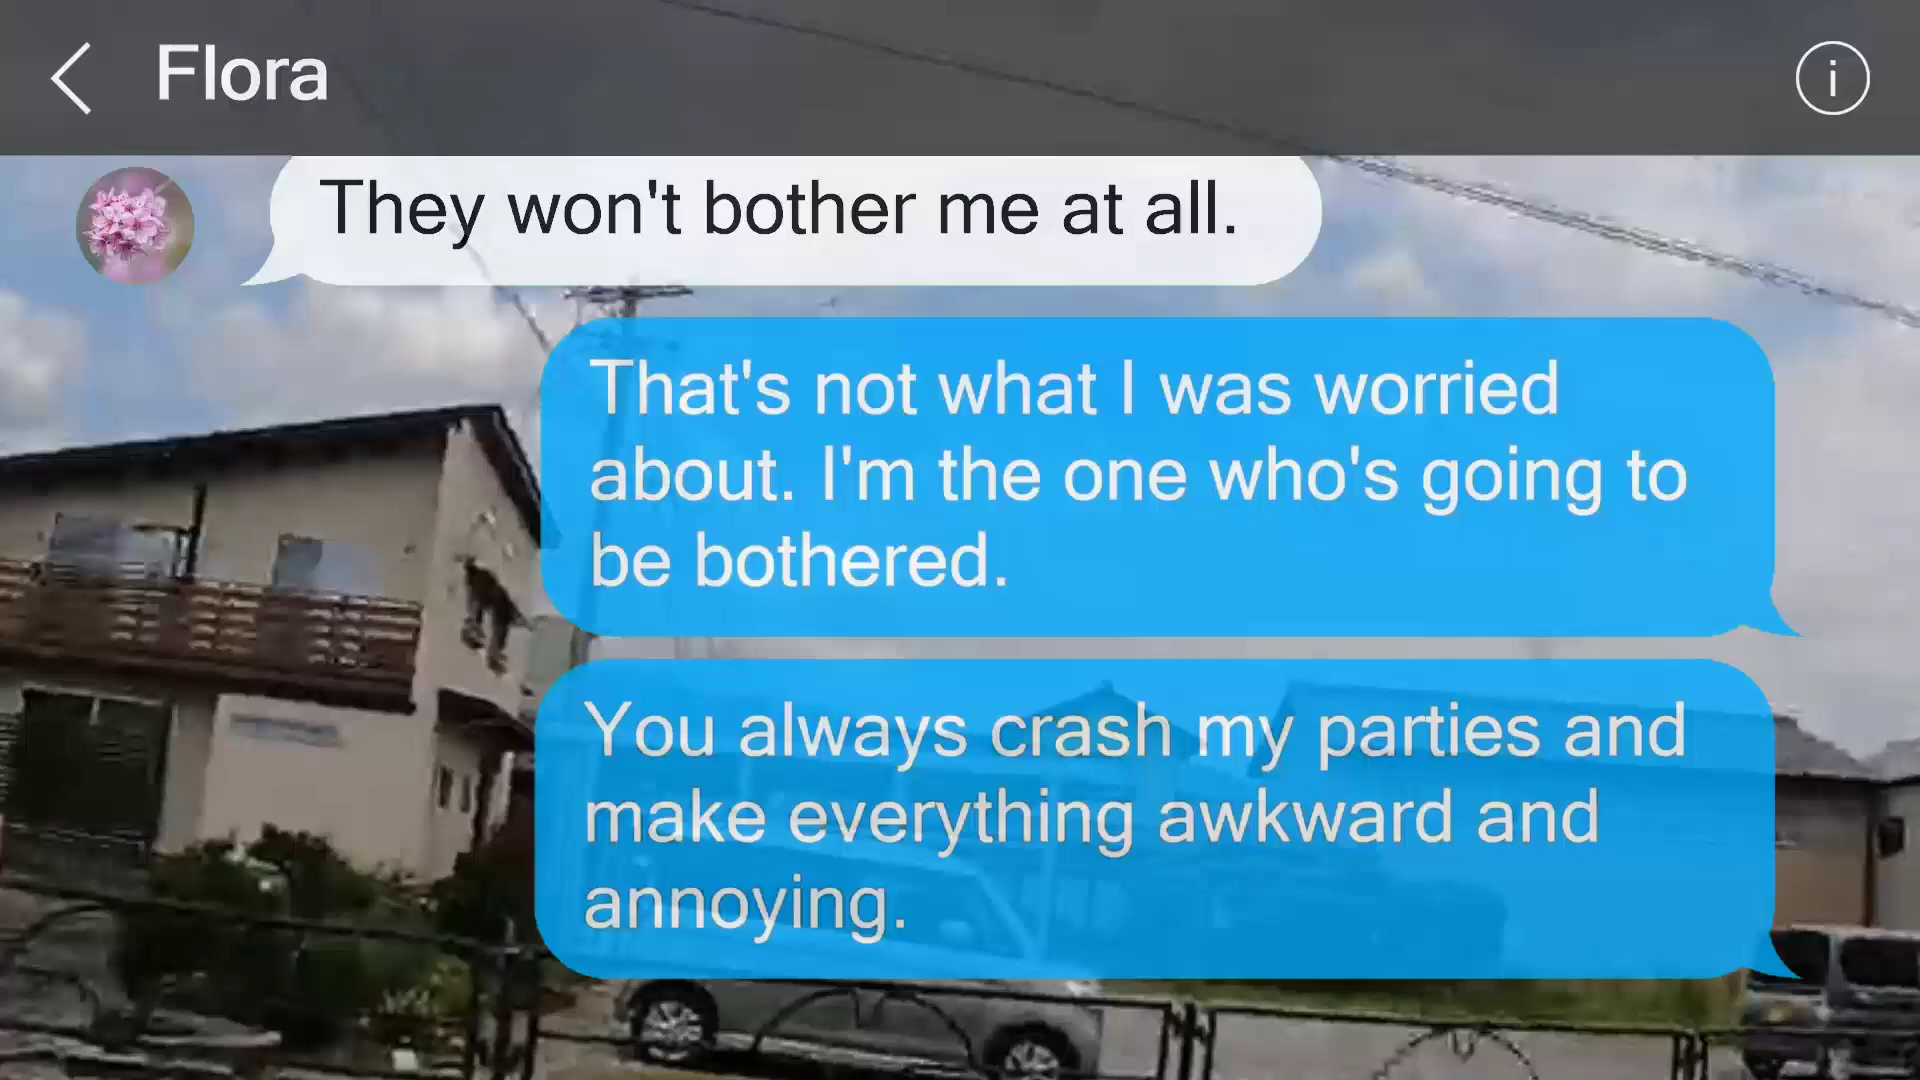 Flora
They won't bother me at all.
That's not what I was worried
about. I'm the one who's going to
be bothered.
You always crash my parties and
make everything awkward and
annoying.